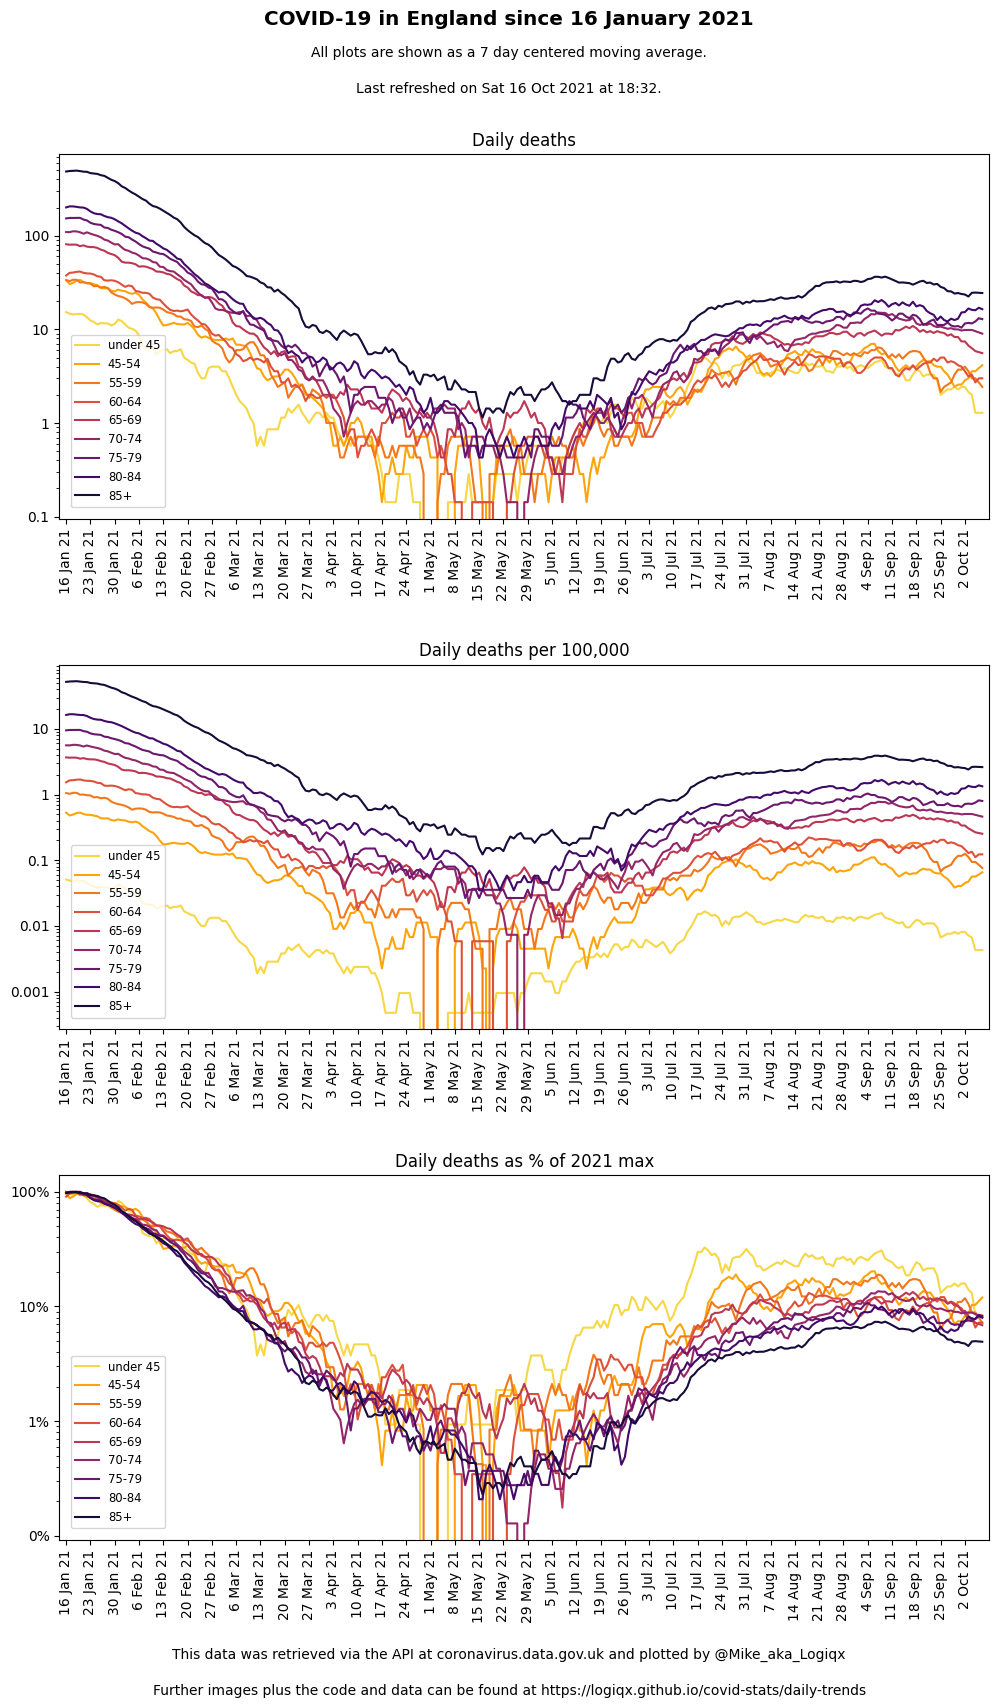 COVID-19 in England since 16 January 2021
All plots are shown as a 7 day centered moving average.
Last refreshed on Sat 16 Oct 2021 at 18:32.
Daily deaths
100
10
1
0.1
under 45
45-54
55-59
60-64
65-69
70-74
75-79
80-84
85+
16 Jan 21
23 Jan 21
30 Jan 21
6 Feb 21
13 Feb 21
20 Feb 21
27 Feb 21
6 Mar 21
13 Mar 21
20 Mar 21
27 Mar 21
3 Apr 21
10 Apr 21
17 Apr 21
24 Apr 21
1 May 21
8 May 21
15 May 21
22 May 21
29 May 21
5 Jun 21
12 Jun 21
19 Jun 21
26 Jun 21
3 Jul 21
10 Jul 21
17 Jul 21
24 Jul 21
31 Jul 21
7 Aug 21
14 Aug 21
21 Aug 21
28 Aug 21
4 Sep 21
11 Sep 21
18 Sep 21
25 Sep 21
2 Oct 21
Daily deaths per 100,000
10
1
0.1
0.01
0.001
under 45
45-54
55-59
60-64
65-69
70-74
75-79
80-84
85+
16 Jan 21
23 Jan 21
30 Jan 21
6 Feb 21
13 Feb 21
20 Feb 21
27 Feb 21
6 Mar 21
13 Mar 21
20 Mar 21
27 Mar 21
3 Apr 21
10 Apr 21
17 Apr 21
24 Apr 21
1 May 21
8 May 21
15 May 21
22 May 21
29 May 21
5 Jun 21
12 Jun 21
19 Jun 21
26 Jun 21
3 Jul 21
10 Jul 21
17 Jul 21
24 Jul 21
31 Jul 21
7 Aug 21
14 Aug 21
21 Aug 21
28 Aug 21
4 Sep 21
11 Sep 21
18 Sep 21
25 Sep 21
2 Oct 21
Daily deaths as % of 2021 max
100%
10%
1%
0%
under 45
45-54
55-59
60-64
65-69
70-74
75-79
80-84
85+
16 Jan 21
23 Jan 21
30 Jan 21
6 Feb 21
13 Feb 21
20 Feb 21
27 Feb 21
6 Mar 21
13 Mar 21
20 Mar 21
27 Mar 21
3 Apr 21
10 Apr 21
17 Apr 21
24 Apr 21
1 May 21
8 May 21
15 May 21
22 May 21
29 May 21
5 Jun 21
12 Jun 21
19 Jun 21
26 Jun 21
3 Jul 21
10 Jul 21
17 Jul 21
24 Jul 21
31 Jul 21
7 Aug 21
14 Aug 21
21 Aug 21
28 Aug 21
4 Sep 21
11 Sep 21
18 Sep 21
25 Sep 21
2 Oct 21
This data was retrieved via the API at coronavirus.data.gov.uk and plotted by @Mike_aka_Logiqx
Further images plus the code and data can be found at https://logiqx.github.io/covid-stats/daily-trends